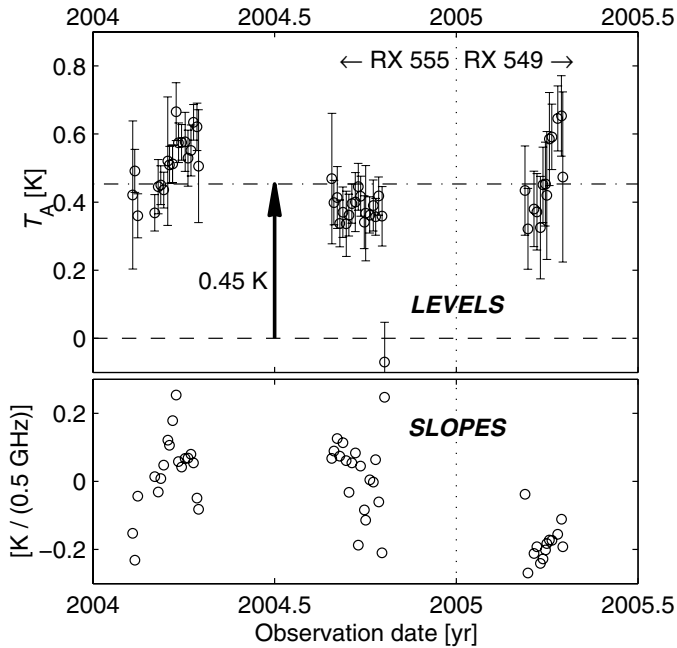 2004 2004.5 2005 2005.5
← RX 555 RX 549 →
0.8
0.6
0.4
0.2
0
T_A [K]
0.45 K
LEVELS
0.2
0
−0.2
[K / (0.5 GHz)]
SLOPES
2004 2004.5 2005 2005.5
Observation date [yr]